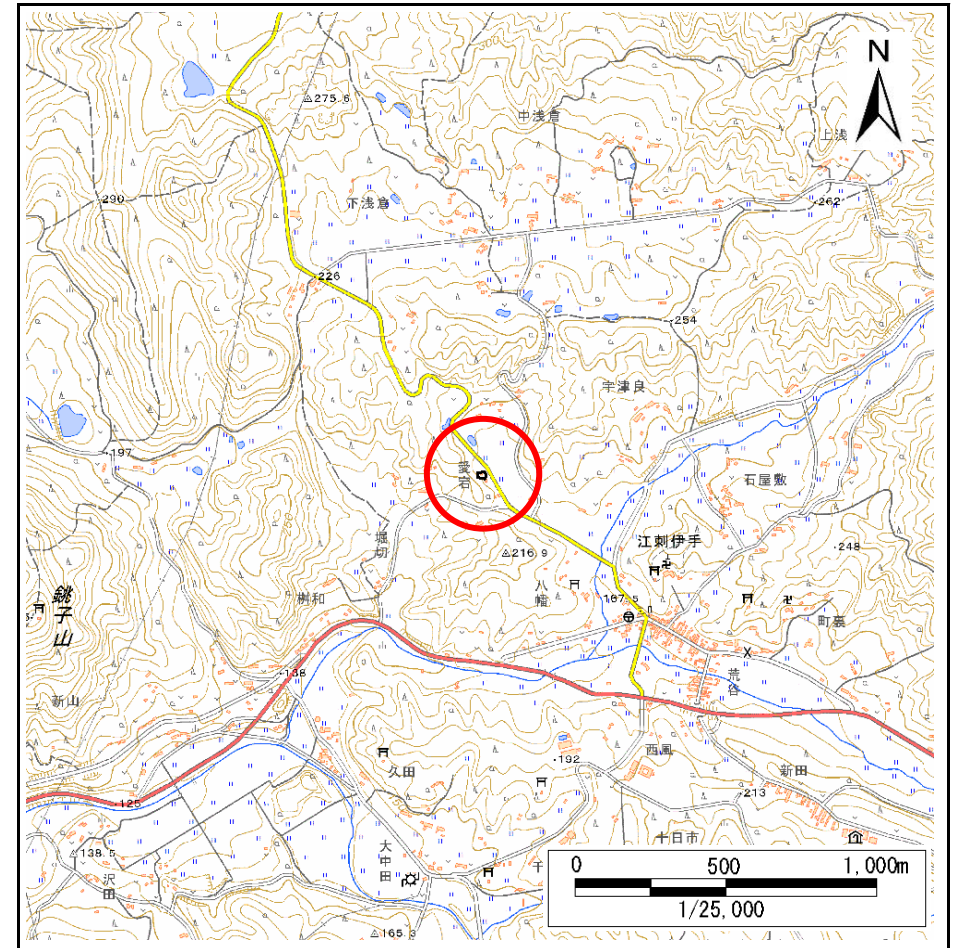 N
275.6
中浅倉
上浅
290
下浅倉
262
226
254
宇津良
197
愛宕
石屋敷
堀切
江刺伊手
216.9
248
銚子山
桝和
八幡
167.5
町裏
138
荒谷
新山
西風
192
久田
新田
125
213
十日市
138.5
大中田
沢田
165.3
0 500 1,000m
1/25,000